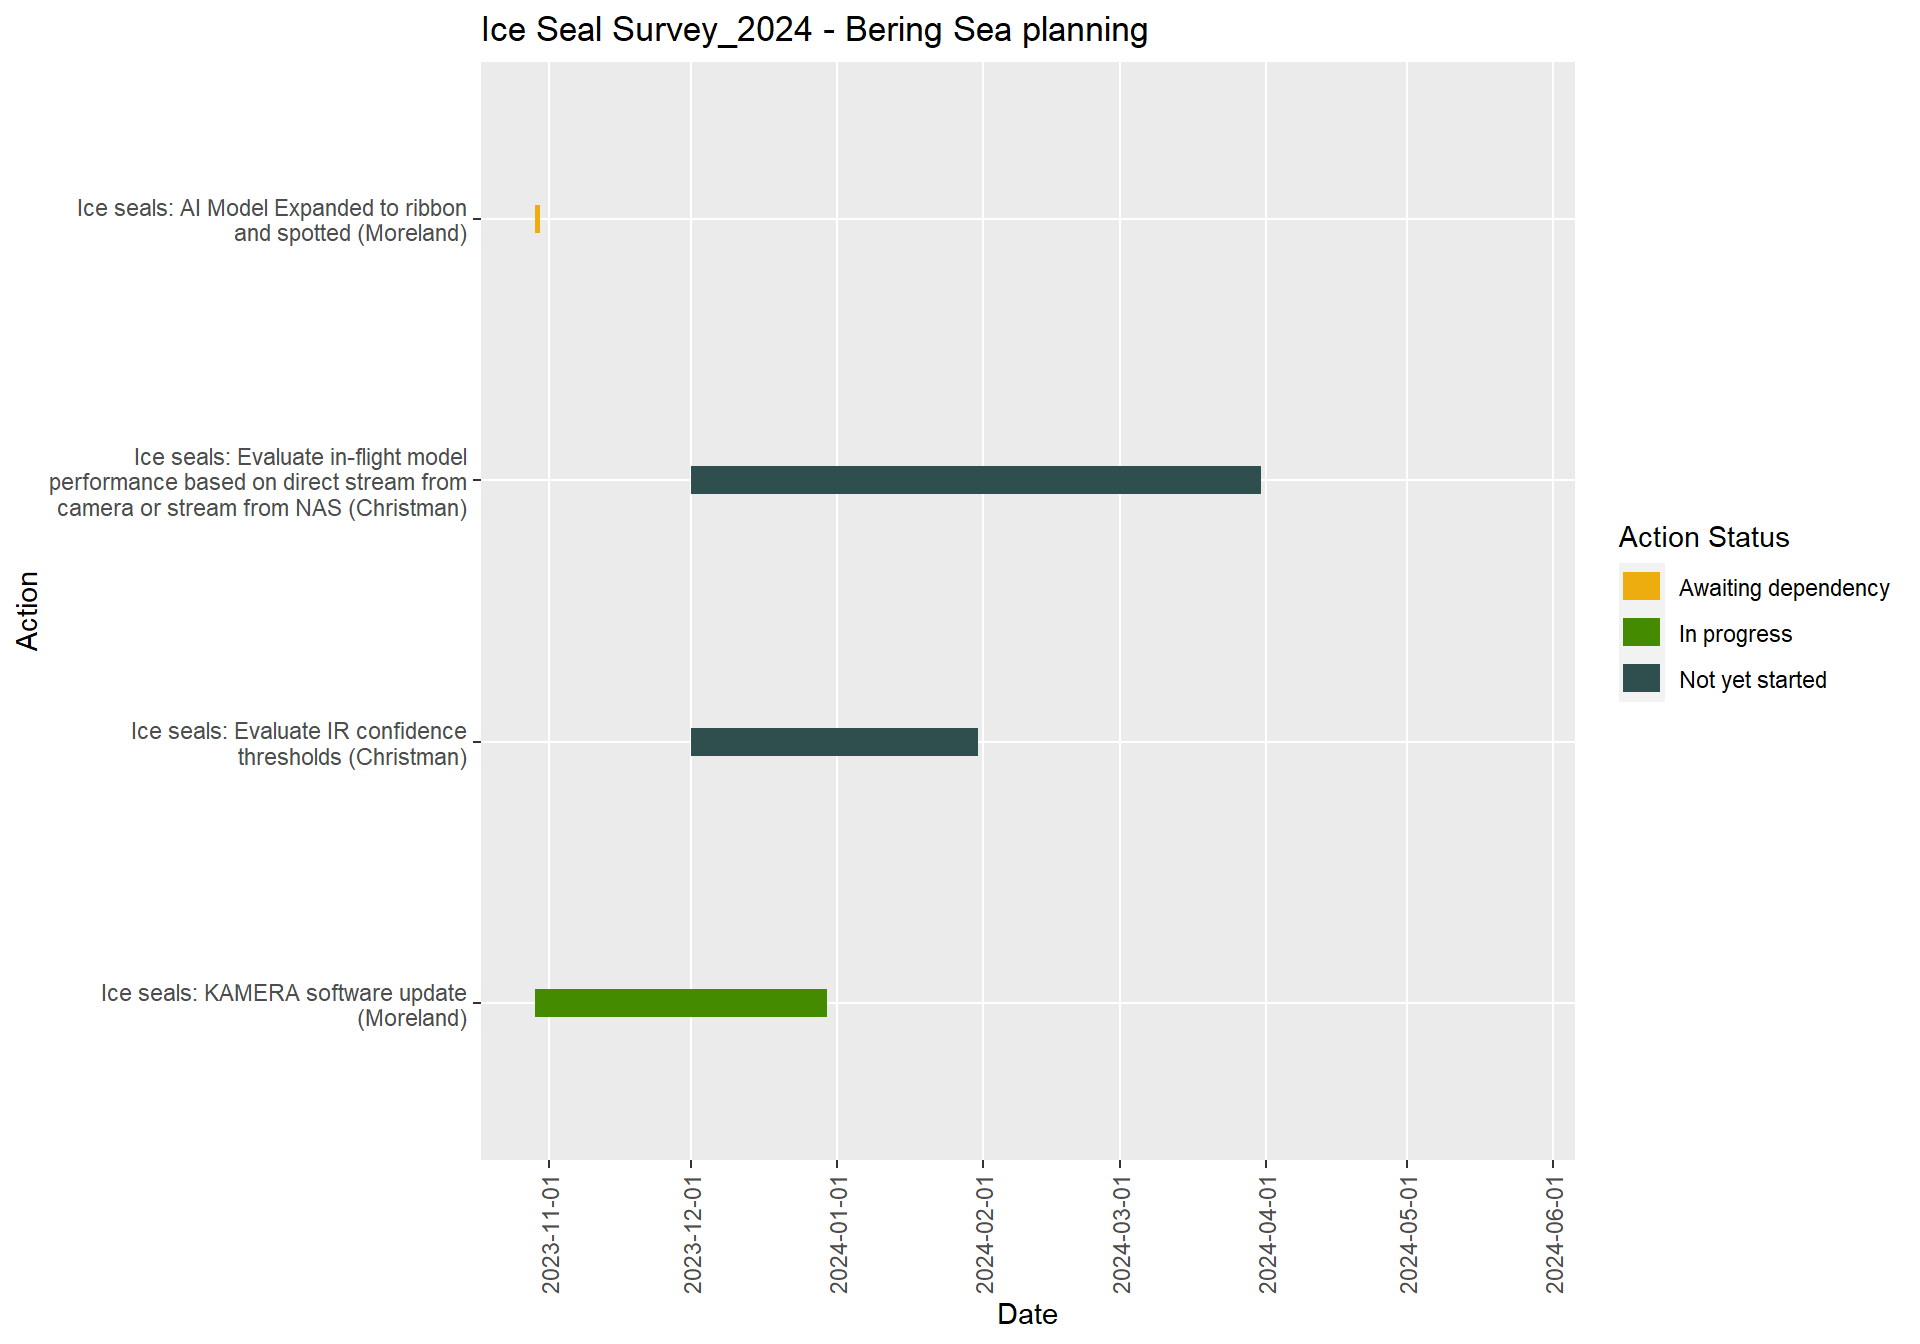 Ice Seal Survey_2024 - Bering Sea planning
Ice seals: AI Model Expanded to ribbon
and spotted (Moreland)
Ice seals: Evaluate in-flight model
performance based on direct stream from
camera or stream from NAS (Christman)
Ice seals: Evaluate IR confidence
thresholds (Christman)
Ice seals: KAMERA software update
(Moreland)
Action
2023-11-01
2023-12-01
2024-01-01
2024-02-01
2024-03-01
2024-04-01
2024-05-01
2024-06-01
Date
Action Status
Awaiting dependency
In progress
Not yet started